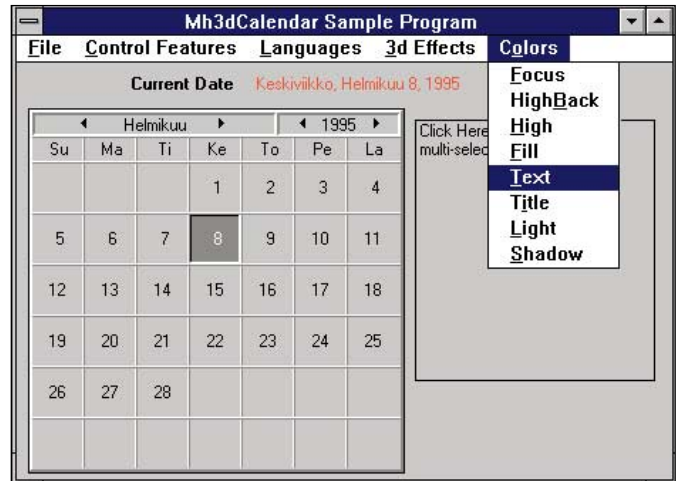 Mh3dCalendar Sample Program
File Control Features Languages 3d Effects Colors
Current Date Keskiviikko, Helmikuu 8, 1995
Focus
HighBack
High
Fill
Text
Title
Light
Shadow
Helmikuu 1995
Su Ma Ti Ke To Pe La
1 2 3 4
5 6 7 8 9 10 11
12 13 14 15 16 17 18
19 20 21 22 23 24 25
26 27 28
Click Here
multi-selec